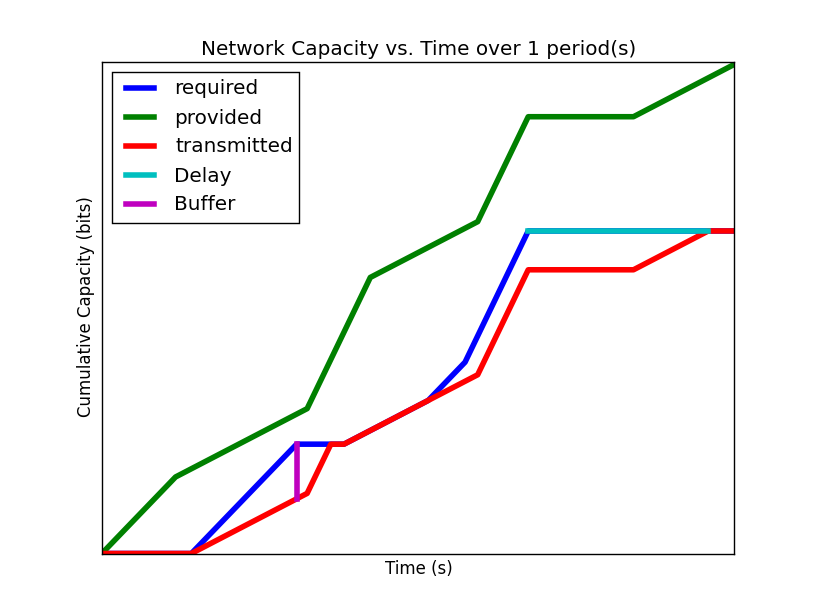 Network Capacity vs. Time over 1 period(s)
required
provided
transmitted
Delay
Buffer
Cumulative Capacity (bits)
Time (s)